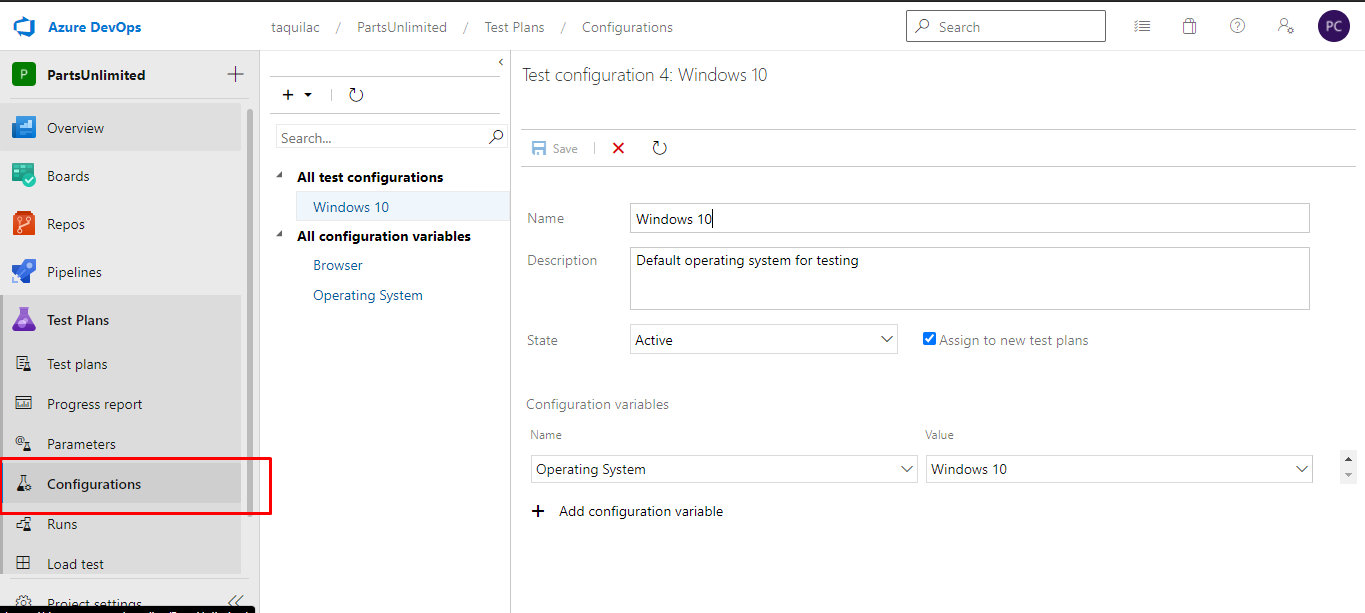 Azure DevOps
taquilac / PartsUnlimited / Test Plans / Configurations
Search
PC
P PartsUnlimited
Overview
Boards
Repos
Pipelines
Test Plans
Test plans
Progress report
Parameters
Configurations
Runs
Load test
Project settings
Search...
All test configurations
Windows 10
All configuration variables
Browser
Operating System
Test configuration 4: Windows 10
Save
Name
Windows 10
Description
Default operating system for testing
State
Active
Assign to new test plans
Configuration variables
Name Value
Operating System Windows 10
Add configuration variable